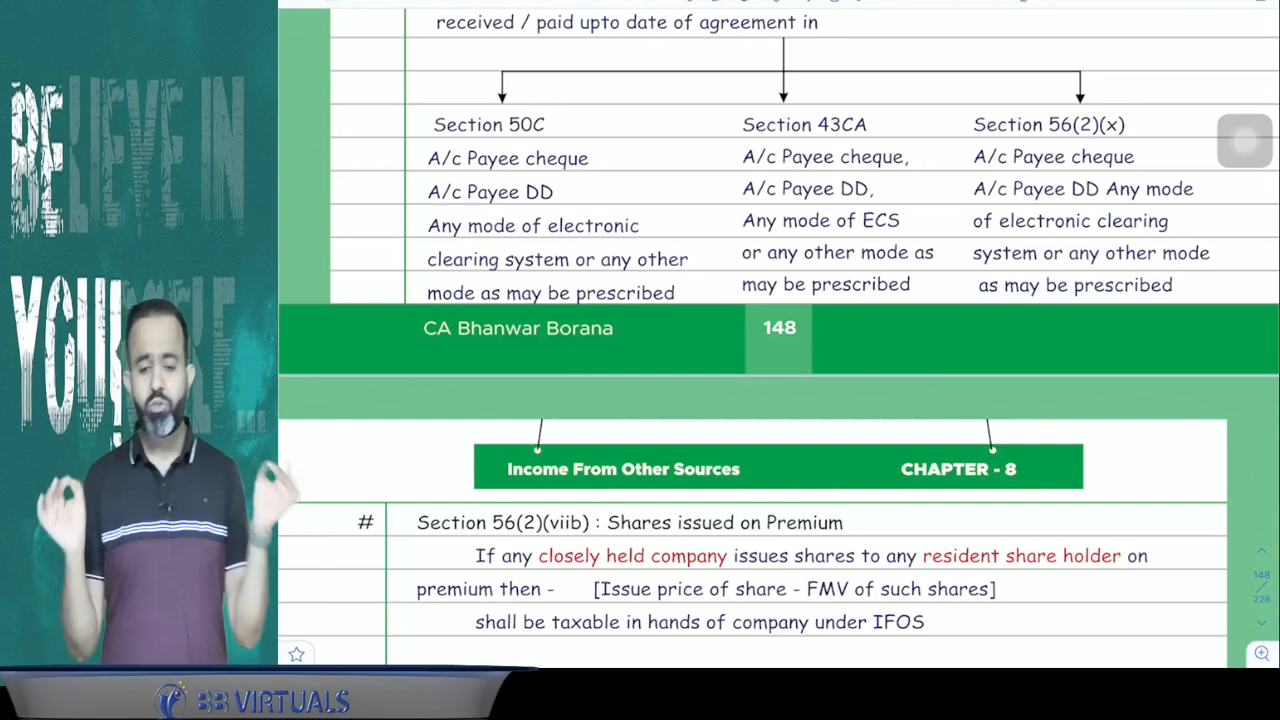 BELIEVE IN
YOURSELF...
received / paid upto date of agreement in
Section 50C
A/c Payee cheque
A/c Payee DD
Any mode of electronic
clearing system or any other
mode as may be prescribed
Section 43CA
A/c Payee cheque,
A/c Payee DD,
Any mode of ECS
or any other mode as
may be prescribed
Section 56(2)(x)
A/c Payee cheque
A/c Payee DD Any mode
of electronic clearing
system or any other mode
as may be prescribed
CA Bhanwar Borana 148
Income From Other Sources CHAPTER - 8
# Section 56(2)(viib) : Shares issued on Premium
If any closely held company issues shares to any resident share holder on
premium then - [Issue price of share - FMV of such shares]
shall be taxable in hands of company under IFOS
148
228
BB VIRTUALS